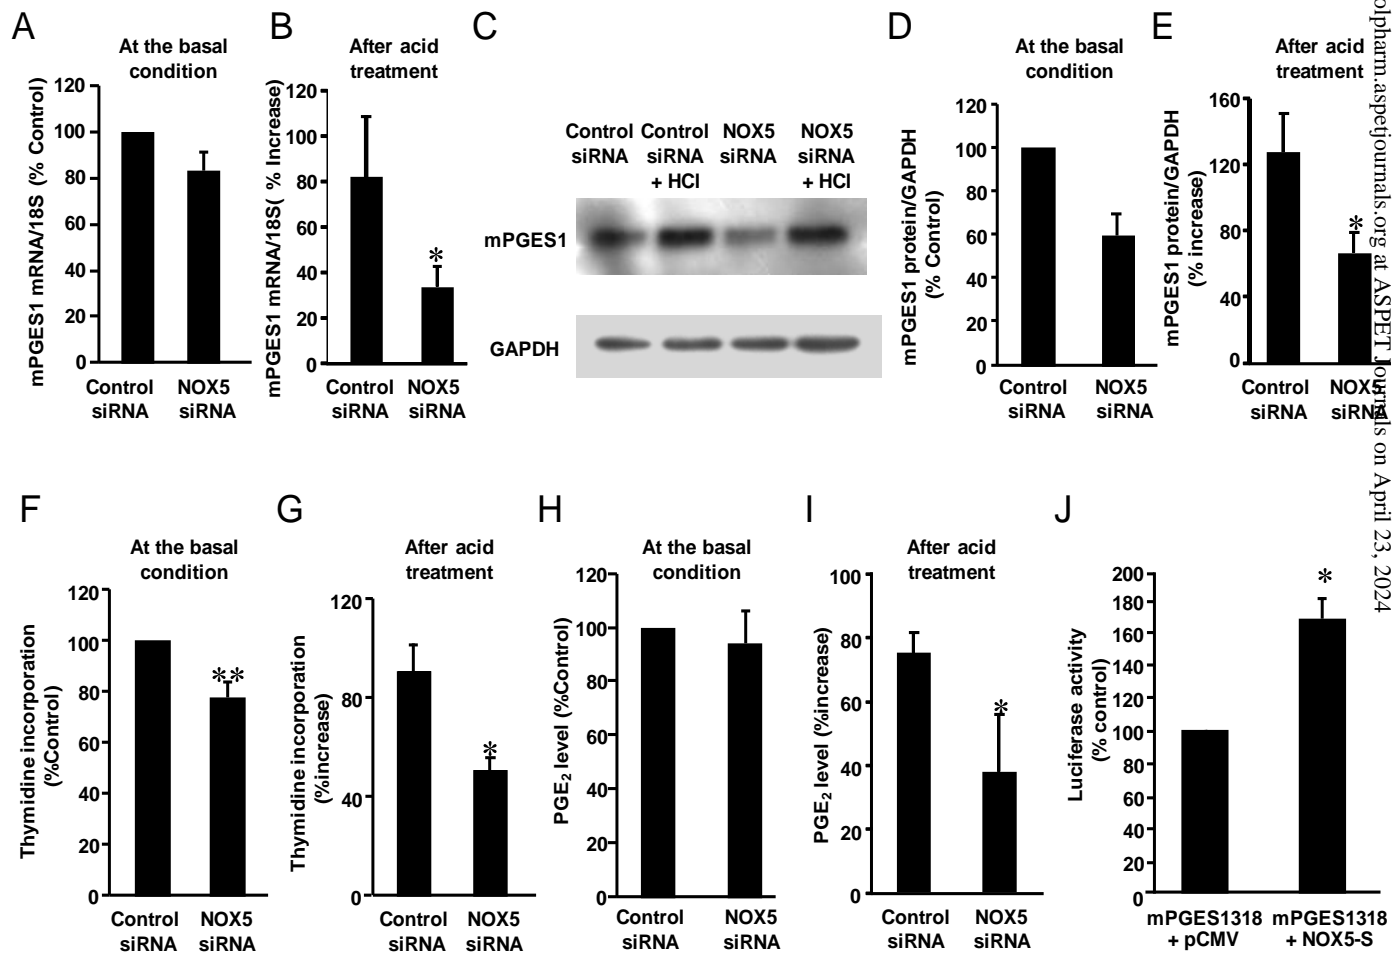 A
At the basal
condition
mPGES1 mRNA/18S (% Control)
120
100
80
60
40
20
0
Control
siRNA
NOX5
siRNA
B
After acid
treatment
mPGES1 mRNA/18S( % Increase)
120
100
80
60
40
20
0
*
Control
siRNA
NOX5
siRNA
C
Control
siRNA
Control
siRNA
+ HCl
NOX5
siRNA
NOX5
siRNA
+ HCl
mPGES1
GAPDH
D
At the basal
condition
mPGES1 protein/GAPDH
(% Control)
120
100
80
60
40
20
0
Control
siRNA
NOX5
siRNA
E
After acid
treatment
mPGES1 protein/GAPDH
(% increase)
160
120
80
40
0
*
Control
siRNA
NOX5
siRNA
olpharm.aspetjournals.org at ASPET Journals on April 23, 2024
F
At the basal
condition
Thymidine incorporation
(%Control)
120
100
80
60
40
20
0
**
Control
siRNA
NOX5
siRNA
G
After acid
treatment
Thymidine incorporation
(%increase)
120
80
40
0
*
Control
siRNA
NOX5
siRNA
H
At the basal
condition
PGE2 level (%Control)
120
100
80
60
40
20
0
Control
siRNA
NOX5
siRNA
I
After acid
treatment
PGE2 level (%increase)
100
80
60
40
20
0
*
Control
siRNA
NOX5
siRNA
J
Luciferase activity
(% control)
200
180
160
140
120
100
80
60
40
20
0
*
mPGES1318
+ pCMV
mPGES1318
+ NOX5-S